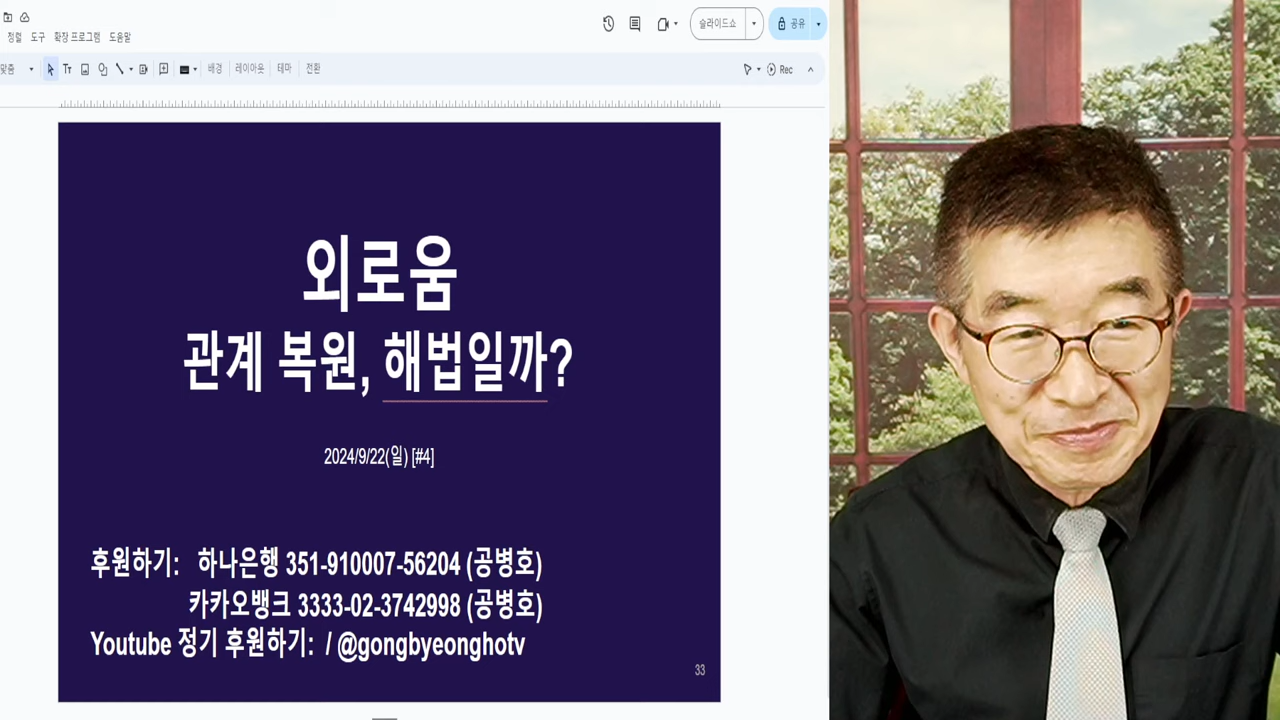 정렬 도구 확장 프로그램 도움말
슬라이드쇼
공유
맞춤
배경 레이아웃 테마 전환
Rec
외로움
관계 복원, 해법일까?
2024/9/22(일) [#4]
후원하기: 하나은행 351-910007-56204 (공병호)
카카오뱅크 3333-02-3742998 (공병호)
Youtube 정기 후원하기: / @gongbyeonghotv
33